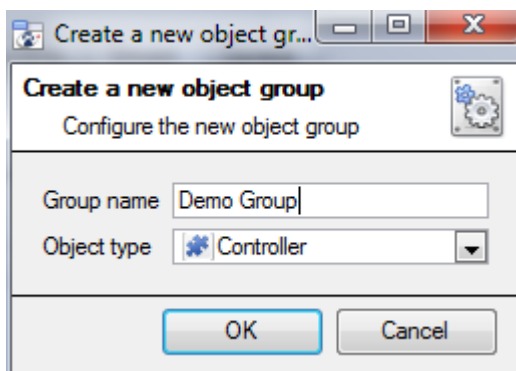 Create a new object gr...
Create a new object group
Configure the new object group
Group name Demo Group
Object type Controller
OK Cancel